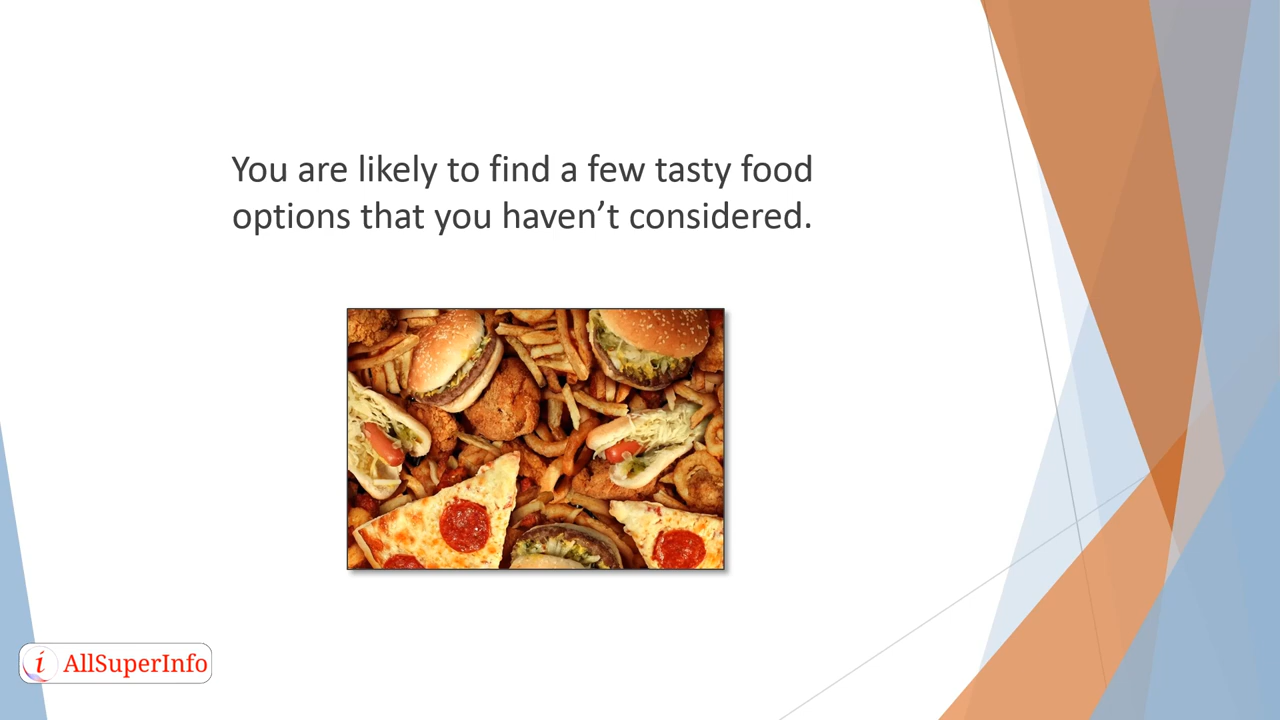 You are likely to find a few tasty food
options that you haven’t considered.
i AllSuperInfo